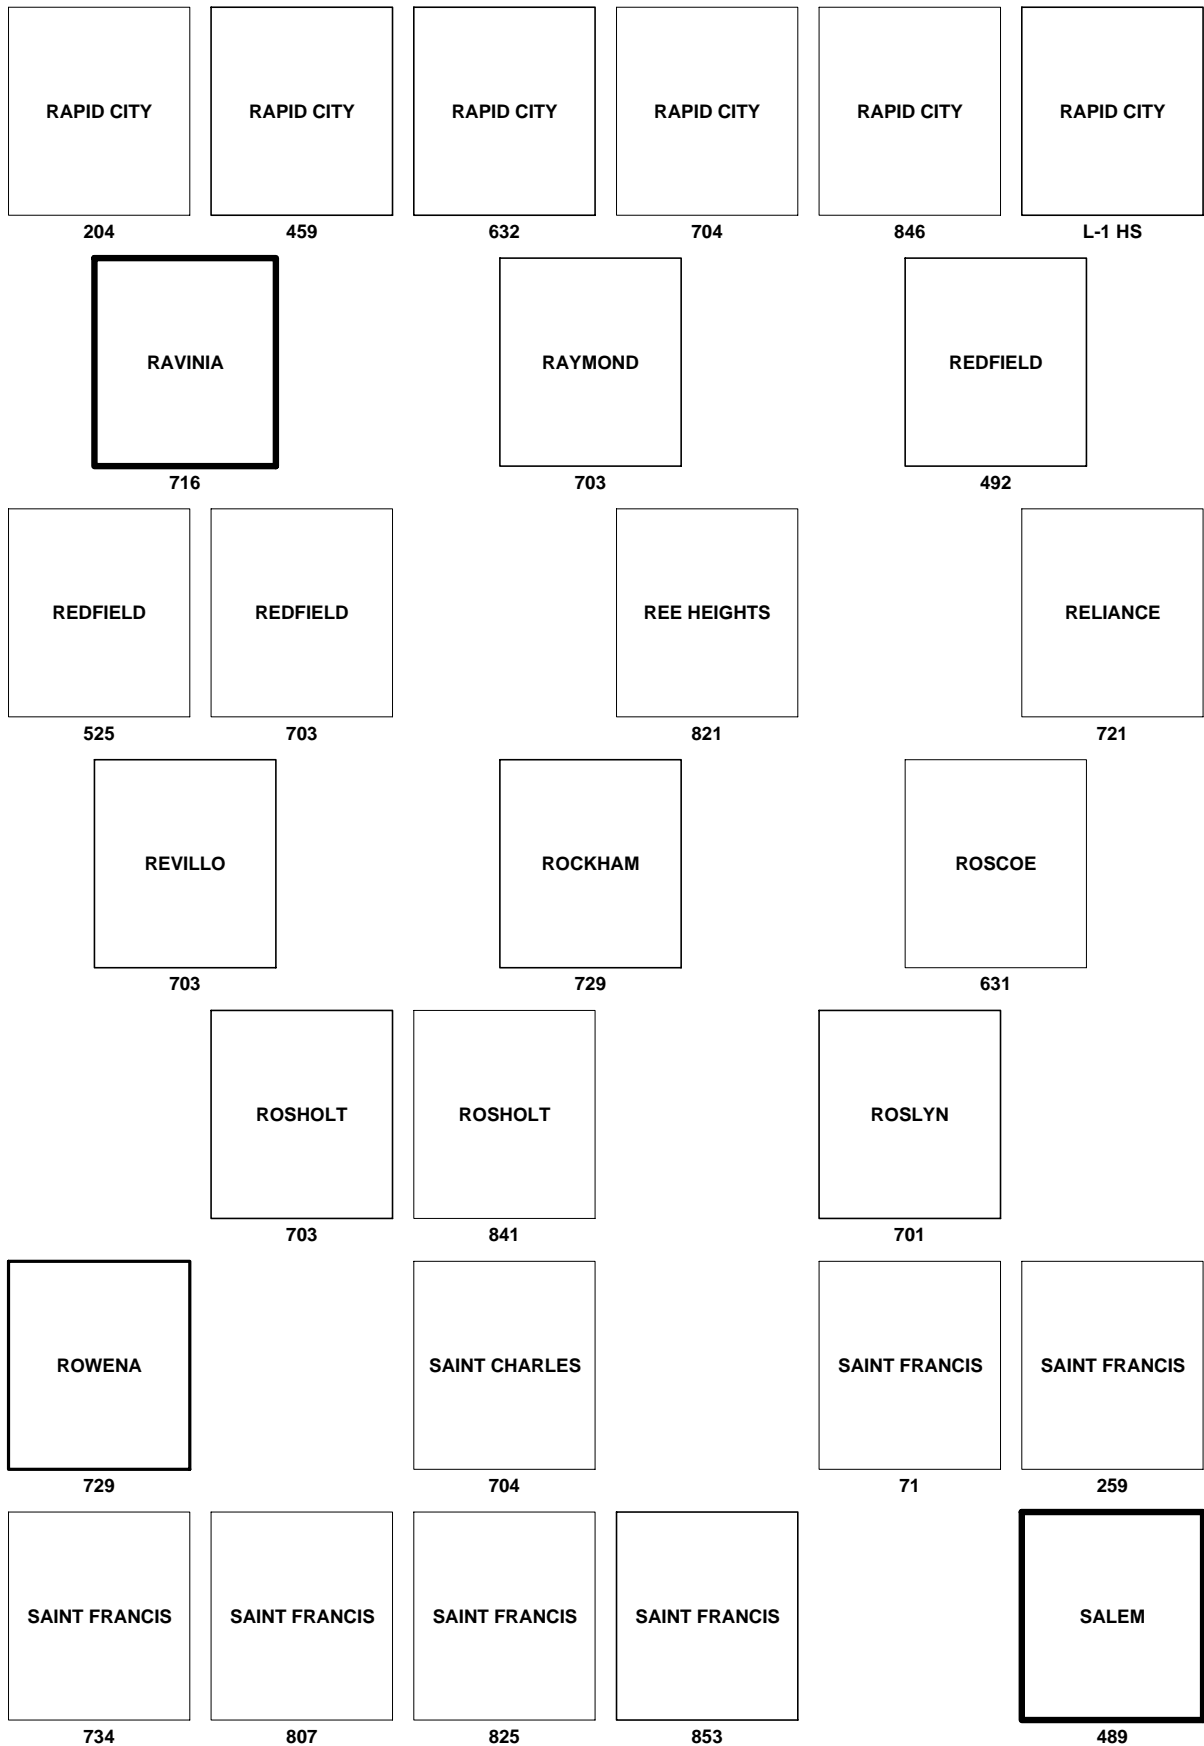 RAPID CITY RAPID CITY RAPID CITY RAPID CITY RAPID CITY RAPID CITY
204 459 632 704 846 L-1 HS
RAVINIA RAYMOND REDFIELD
716 703 492
REDFIELD REDFIELD REE HEIGHTS RELIANCE
525 703 821 721
REVILLO ROCKHAM ROSCOE
703 729 631
ROSHOLT ROSHOLT ROSLYN
703 841 701
ROWENA SAINT CHARLES SAINT FRANCIS SAINT FRANCIS
729 704 71 259
SAINT FRANCIS SAINT FRANCIS SAINT FRANCIS SAINT FRANCIS SALEM
734 807 825 853 489